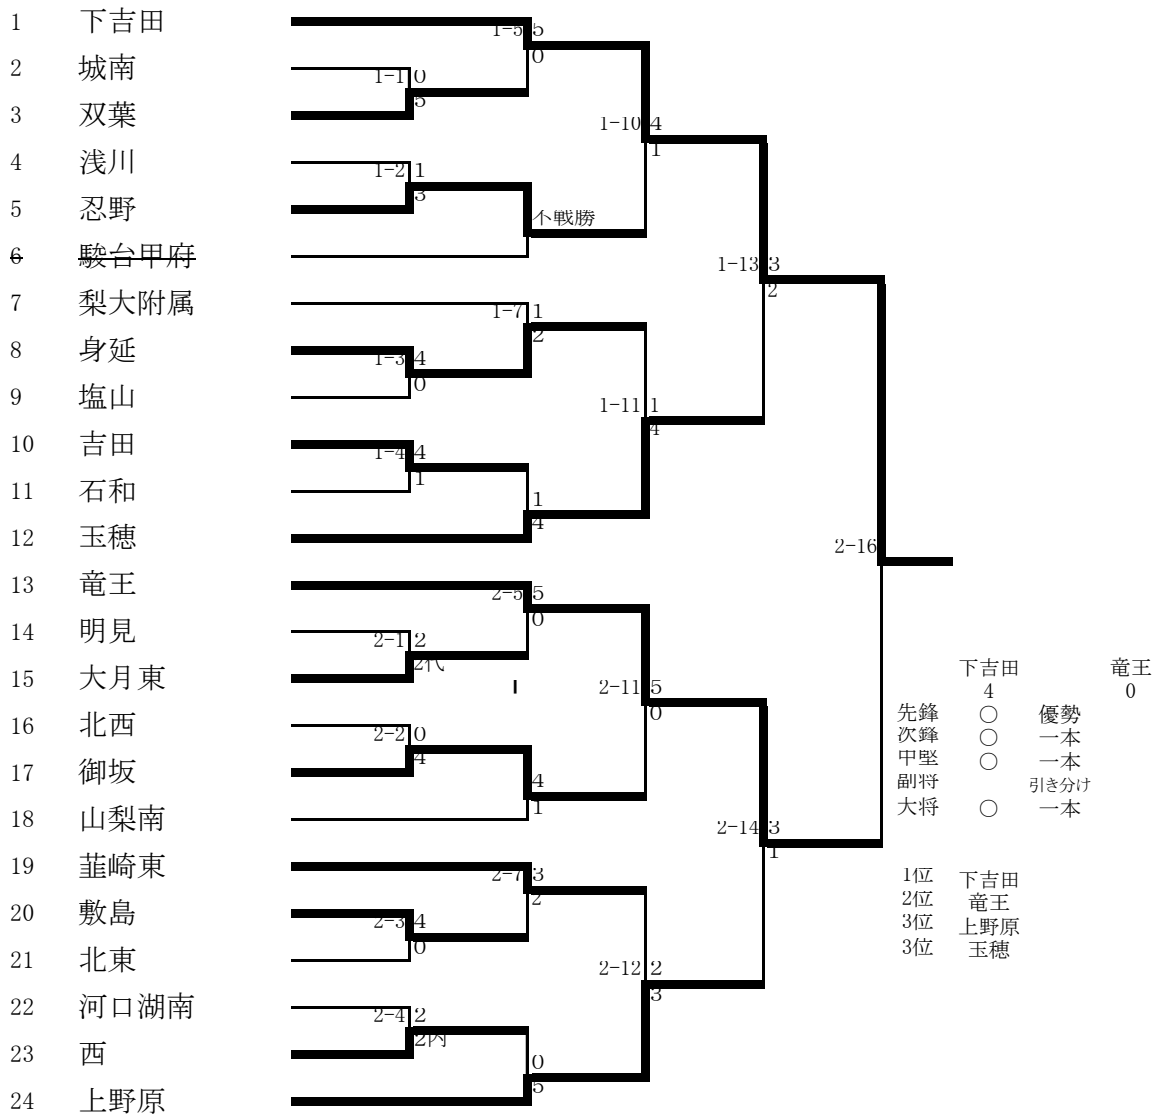 1 下吉田
2 城南
3 双葉
4 浅川
5 忍野
6 駿台甲府
7 梨大附属
8 身延
9 塩山
10 吉田
11 石和
12 玉穂
13 竜王
14 明見
15 大月東
16 北西
17 御坂
18 山梨南
19 韮崎東
20 敷島
21 北東
22 河口湖南
23 西
24 上野原
1-1 0
5
1-2 1
3
1-3 4
0
1-4 4
1
2-1 2
2代
2-2 0
4
2-3 4
0
2-4 2
2内
1-5 5
0
不戦勝
1-7 1
2
1
4
2-5 5
0
4
1
2-7 3
2
0
5
1-10 4
1
1-11 1
4
2-11 5
0
2-12 2
3
1-13 3
2
2-14 3
1
2-16
下吉田 竜王
4 0
先鋒 ○ 優勢
次鋒 ○ 一本
中堅 ○ 一本
副将 引き分け
大将 ○ 一本
1位 下吉田
2位 竜王
3位 上野原
3位 玉穂